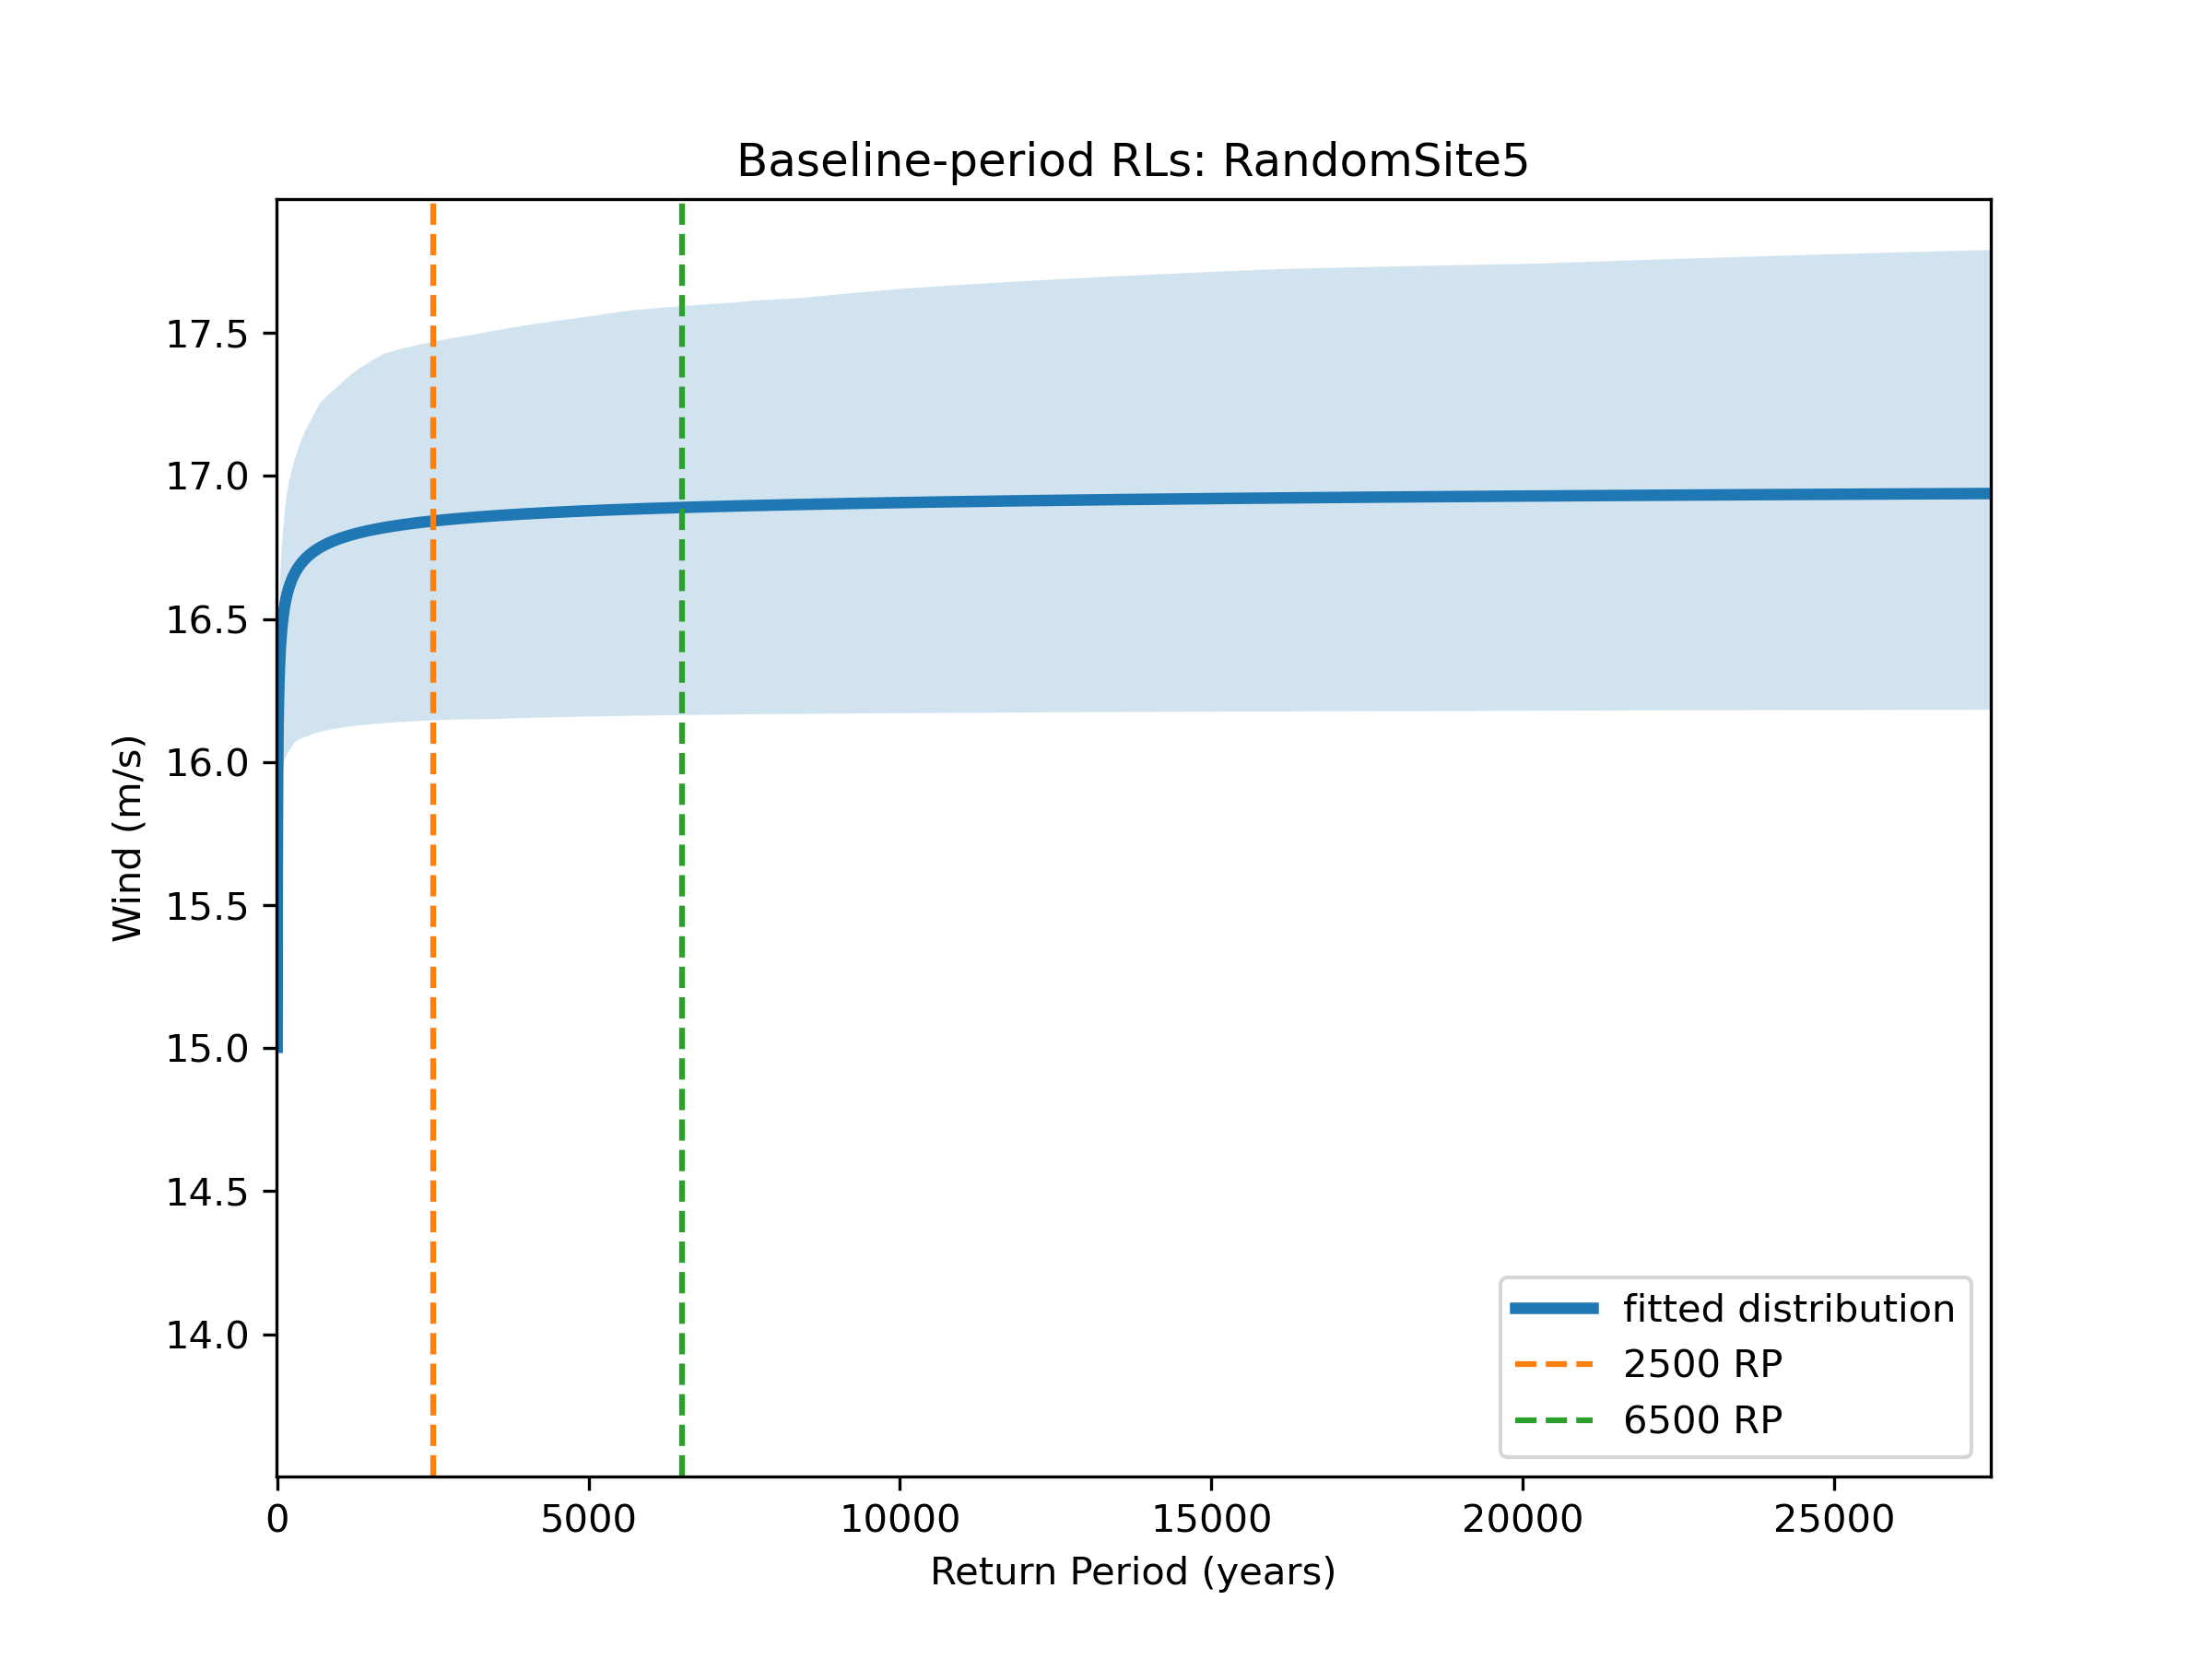 Baseline-period RLs: RandomSite5
17.5
17.0
16.5
16.0
15.5
15.0
14.5
14.0
Wind (m/s)
0 5000 10000 15000 20000 25000
Return Period (years)
fitted distribution
2500 RP
6500 RP